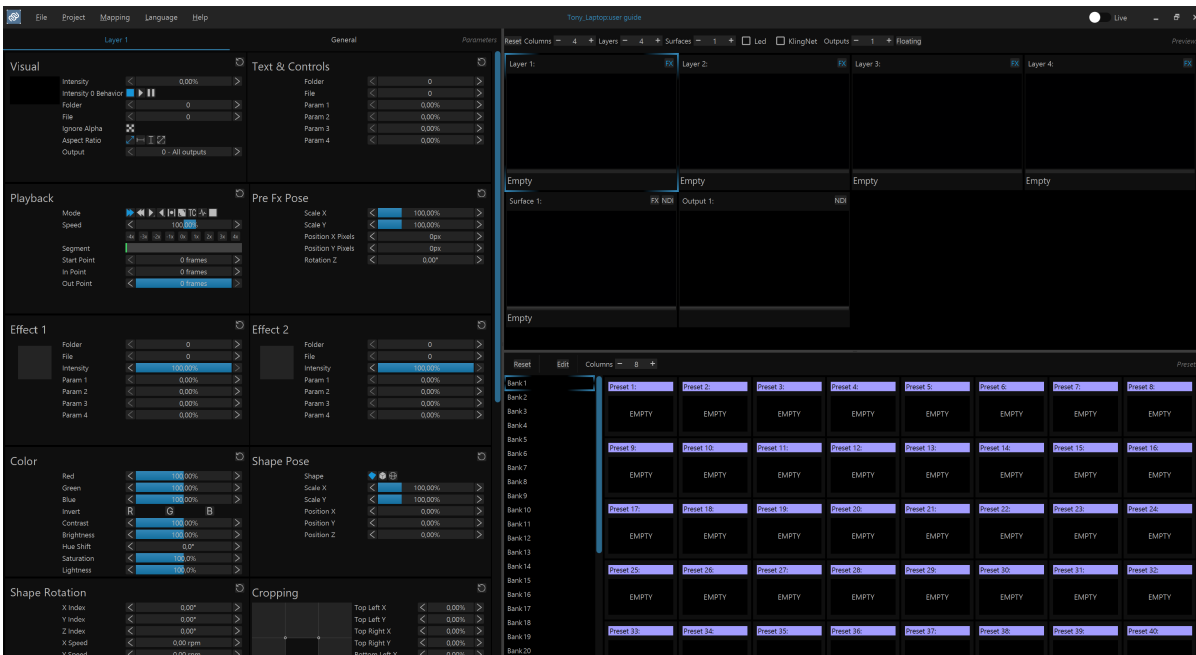 File Project Mapping Language Help Tony_Laptop:user guide Live
Layer 1 General Parameters
Visual
Intensity 0,00%
Intensity 0 Behavior
Folder 0
File 0
Ignore Alpha
Aspect Ratio
Output 0 - All outputs
Text & Controls
Folder 0
File 0
Param 1 0,00%
Param 2 0,00%
Param 3 0,00%
Param 4 0,00%
Playback
Mode TC
Speed 100,00%
-4x -3x -2x -1x 0x 1x 2x 3x 4x
Segment
Start Point 0 frames
In Point 0 frames
Out Point 0 frames
Pre Fx Pose
Scale X 100,00%
Scale Y 100,00%
Position X Pixels 0px
Position Y Pixels 0px
Rotation Z 0,00°
Effect 1
Folder 0
File 0
Intensity 100,00%
Param 1 0,00%
Param 2 0,00%
Param 3 0,00%
Param 4 0,00%
Effect 2
Folder 0
File 0
Intensity 100,00%
Param 1 0,00%
Param 2 0,00%
Param 3 0,00%
Param 4 0,00%
Color
Red 100,00%
Green 100,00%
Blue 100,00%
Invert R G B
Contrast 100,00%
Brightness 100,00%
Hue Shift 0,0°
Saturation 100,0%
Lightness 100,0%
Shape Pose
Shape
Scale X 100,00%
Scale Y 100,00%
Position X 0,00%
Position Y 0,00%
Position Z 0,00%
Shape Rotation
X Index 0,00°
Y Index 0,00°
Z Index 0,00°
X Speed 0.00 rpm
Y Speed 0.00 rpm
Cropping
Top Left X 0,00%
Top Left Y 0,00%
Top Right X 0,00%
Top Right Y 0,00%
Bottom Left X 0,00%
Reset Columns − 4 + Layers − 4 + Surfaces − 1 + Led KlingNet Outputs − 1 + Floating Preview
Layer 1: FX Layer 2: FX Layer 3: FX Layer 4: FX
Empty Empty Empty Empty
Surface 1: FX NDI Output 1: NDI
Empty
Reset Edit Columns − 8 + Preset
Bank 1
Bank 2
Bank 3
Bank 4
Bank 5
Bank 6
Bank 7
Bank 8
Bank 9
Bank 10
Bank 11
Bank 12
Bank 13
Bank 14
Bank 15
Bank 16
Bank 17
Bank 18
Bank 19
Bank 20
Preset 1: Preset 2: Preset 3: Preset 4: Preset 5: Preset 6: Preset 7: Preset 8:
EMPTY EMPTY EMPTY EMPTY EMPTY EMPTY EMPTY EMPTY
Preset 9: Preset 10: Preset 11: Preset 12: Preset 13: Preset 14: Preset 15: Preset 16:
EMPTY EMPTY EMPTY EMPTY EMPTY EMPTY EMPTY EMPTY
Preset 17: Preset 18: Preset 19: Preset 20: Preset 21: Preset 22: Preset 23: Preset 24:
EMPTY EMPTY EMPTY EMPTY EMPTY EMPTY EMPTY EMPTY
Preset 25: Preset 26: Preset 27: Preset 28: Preset 29: Preset 30: Preset 31: Preset 32:
EMPTY EMPTY EMPTY EMPTY EMPTY EMPTY EMPTY EMPTY
Preset 33: Preset 34: Preset 35: Preset 36: Preset 37: Preset 38: Preset 39: Preset 40: